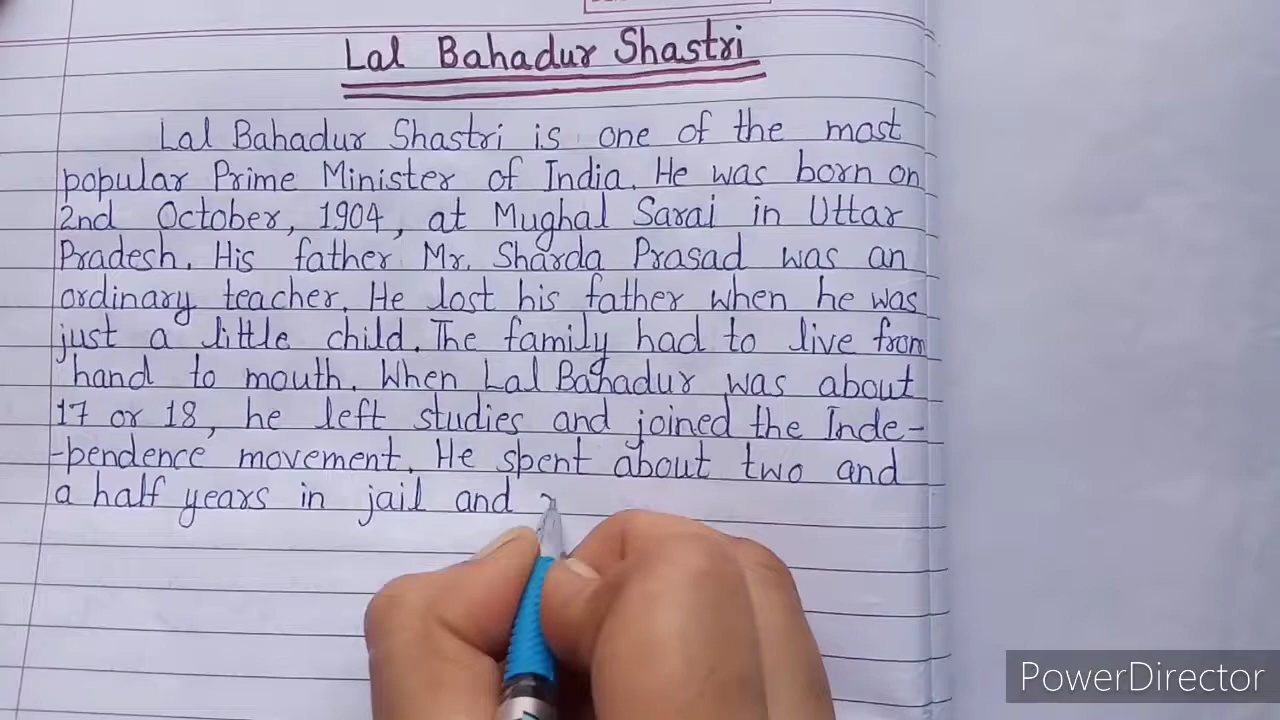 Lal Bahadur Shastri
Lal Bahadur Shastri is one of the most
popular Prime Minister of India. He was born on
2nd October, 1904, at Mughal Sarai in Uttar
Pradesh. His father Mr. Sharda Prasad was an
ordinary teacher. He lost his father when he was
just a little child. The family had to live from
hand to mouth. When Lal Bahadur was about
17 or 18, he left studies and joined the Inde-
-pendence movement. He spent about two and
a half years in jail and
PowerDirector